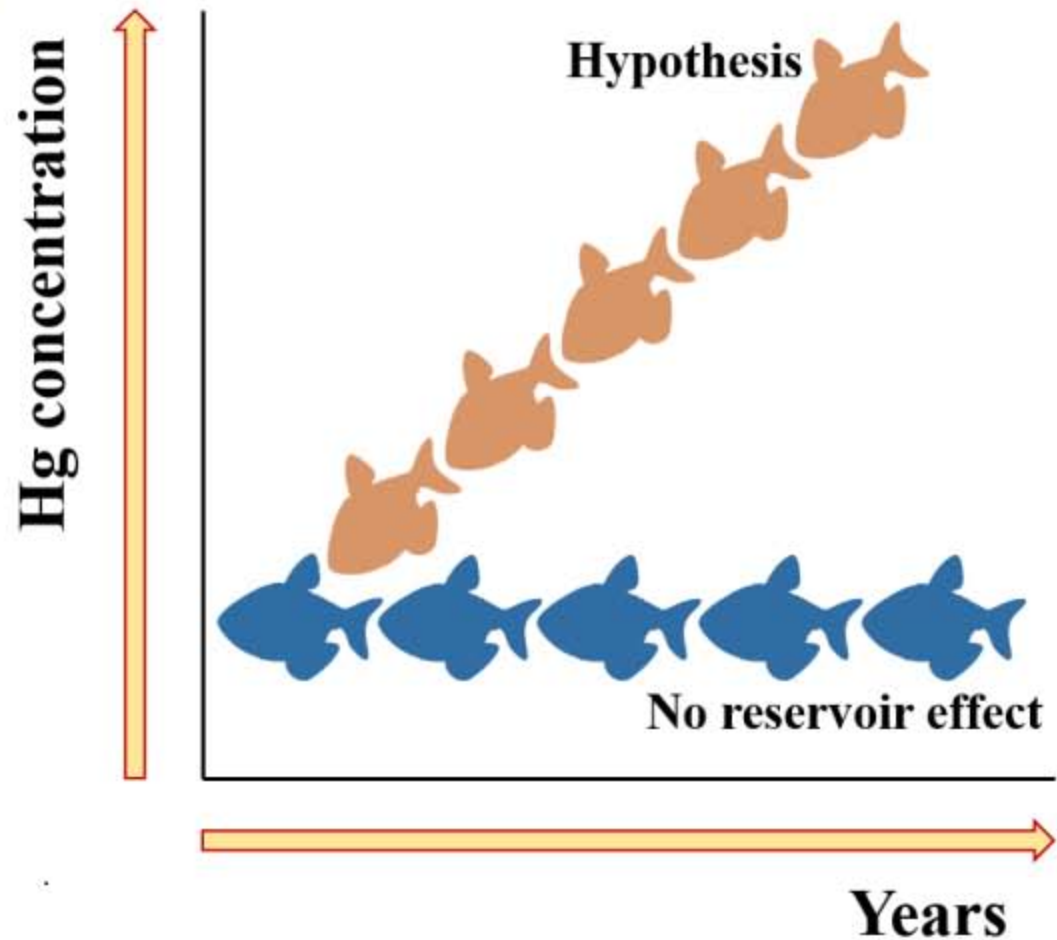 Hypothesis
Hg concentration
No reservoir effect
Years